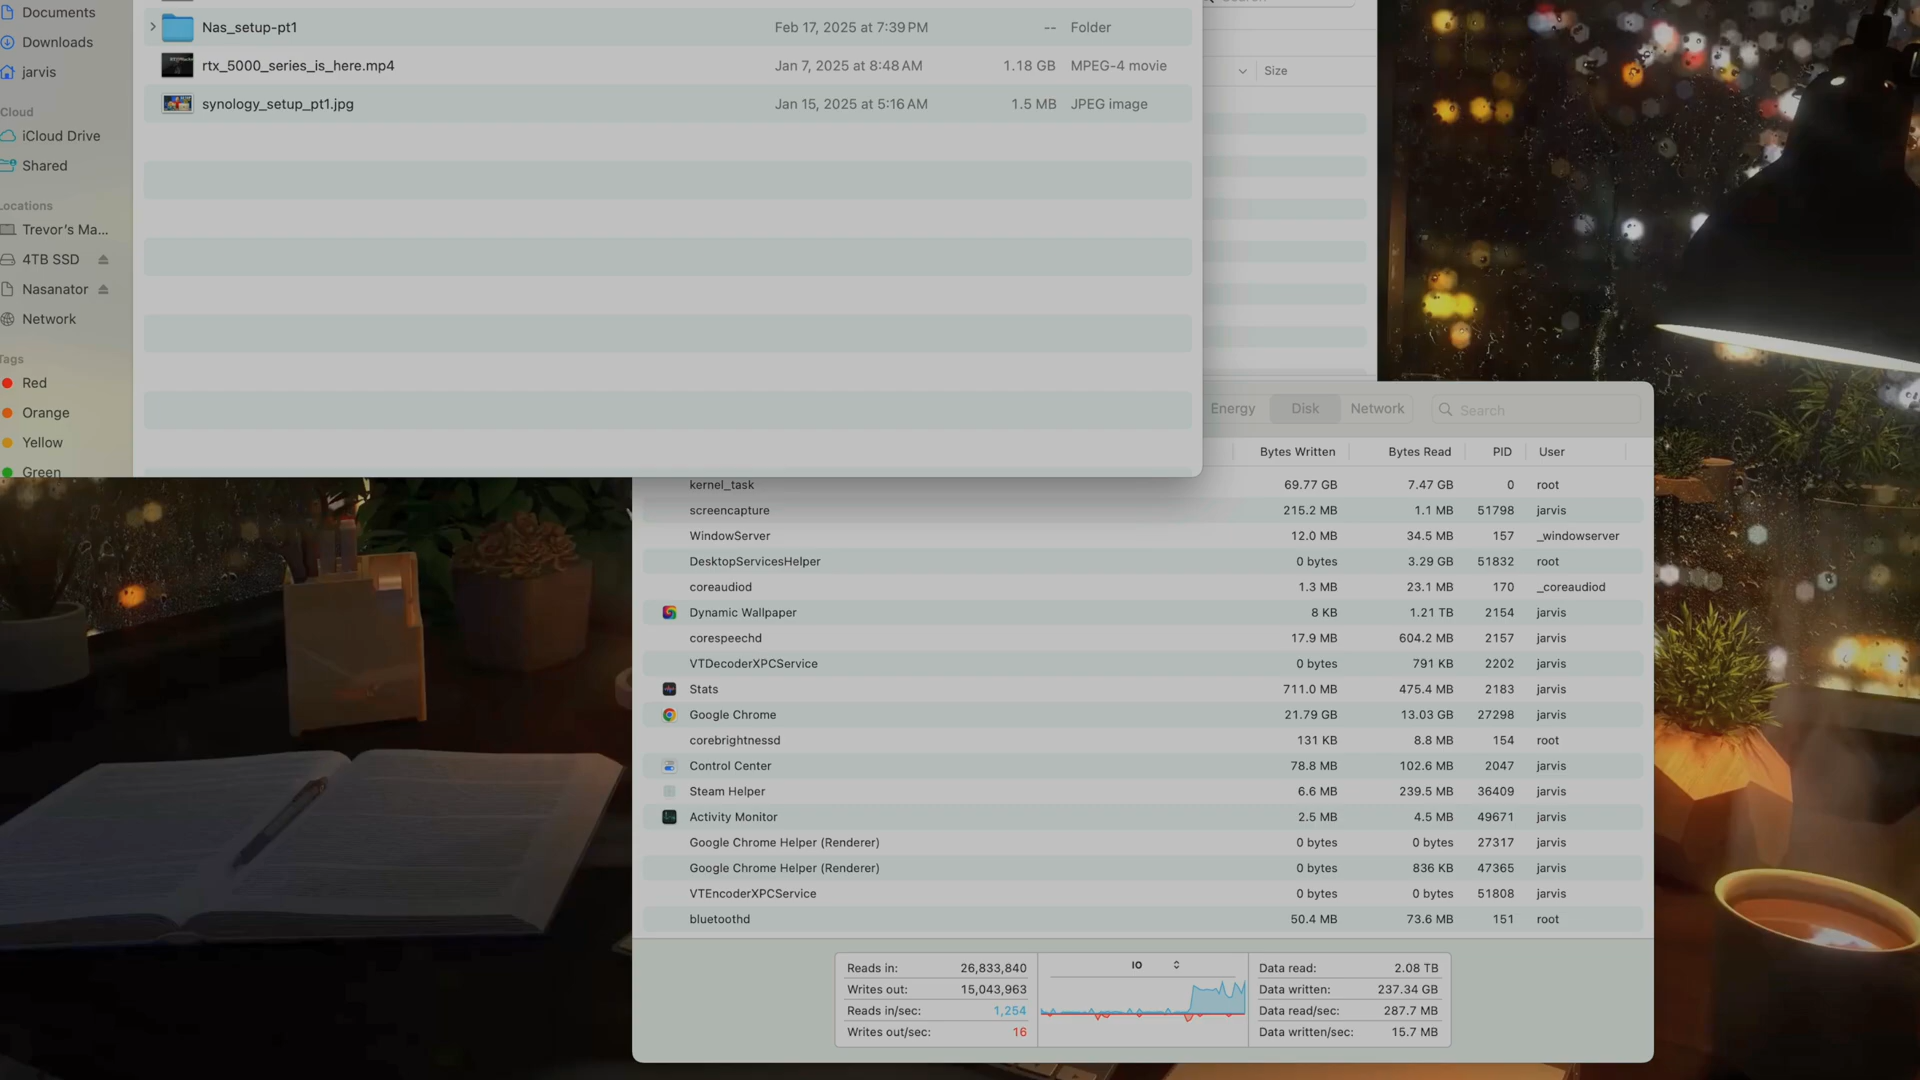 Documents
Downloads
jarvis
Cloud
iCloud Drive
Shared
Locations
Trevor's Ma...
4TB SSD
Nasanator
Network
Tags
Red
Orange
Yellow
Green
Nas_setup-pt1 Feb 17, 2025 at 7:39 PM -- Folder
rtx_5000_series_is_here.mp4 Jan 7, 2025 at 8:48 AM 1.18 GB MPEG-4 movie
synology_setup_pt1.jpg Jan 15, 2025 at 5:16 AM 1.5 MB JPEG image
Size
Energy Disk Network Search
Bytes Written Bytes Read PID User
kernel_task 69.77 GB 7.47 GB 0 root
screencapture 215.2 MB 1.1 MB 51798 jarvis
WindowServer 12.0 MB 34.5 MB 157 _windowserver
DesktopServicesHelper 0 bytes 3.29 GB 51832 root
coreaudiod 1.3 MB 23.1 MB 170 _coreaudiod
Dynamic Wallpaper 8 KB 1.21 TB 2154 jarvis
corespeechd 17.9 MB 604.2 MB 2157 jarvis
VTDecoderXPCService 0 bytes 791 KB 2202 jarvis
Stats 711.0 MB 475.4 MB 2183 jarvis
Google Chrome 21.79 GB 13.03 GB 27298 jarvis
corebrightnessd 131 KB 8.8 MB 154 root
Control Center 78.8 MB 102.6 MB 2047 jarvis
Steam Helper 6.6 MB 239.5 MB 36409 jarvis
Activity Monitor 2.5 MB 4.5 MB 49671 jarvis
Google Chrome Helper (Renderer) 0 bytes 0 bytes 27317 jarvis
Google Chrome Helper (Renderer) 0 bytes 836 KB 47365 jarvis
VTEncoderXPCService 0 bytes 0 bytes 51808 jarvis
bluetoothd 50.4 MB 73.6 MB 151 root
Reads in: 26,833,840
Writes out: 15,043,963
Reads in/sec: 1,254
Writes out/sec: 16
IO
Data read: 2.08 TB
Data written: 237.34 GB
Data read/sec: 287.7 MB
Data written/sec: 15.7 MB